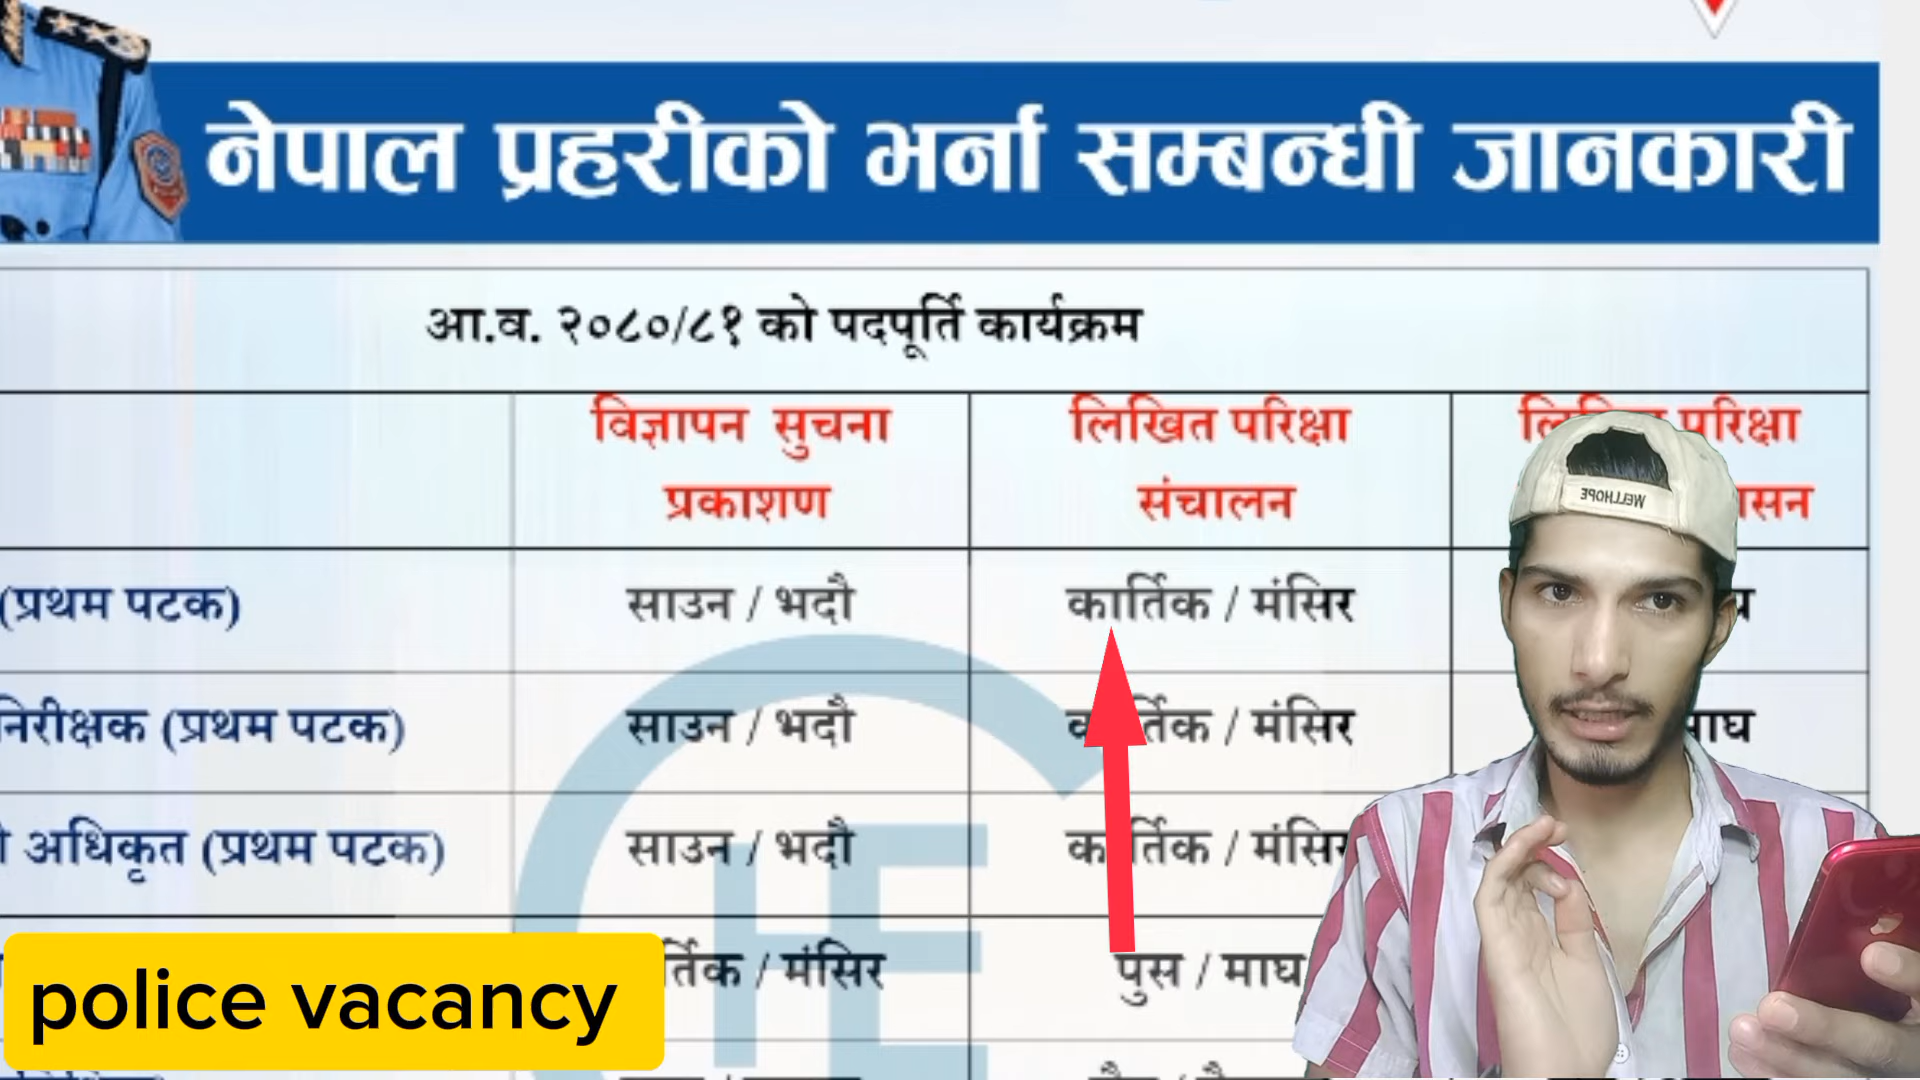 नेपाल प्रहरीको भर्ना सम्बन्धी जानकारी
आ.व. २०८०/८१ को पदपूर्ति कार्यक्रम
विज्ञापन सुचना
प्रकाशण
लिखित परिक्षा
संचालन
परिक्षा
(प्रथम पटक)
साउन / भदौ
कार्तिक / मंसिर
WELLHOPE
निरीक्षक (प्रथम पटक)
साउन / भदौ
कार्तिक / मंसिर
माघ
अधिकृत (प्रथम पटक)
साउन / भदौ
कार्तिक / मंसिर
/ मंसिर
पुस / माघ
police vacancy